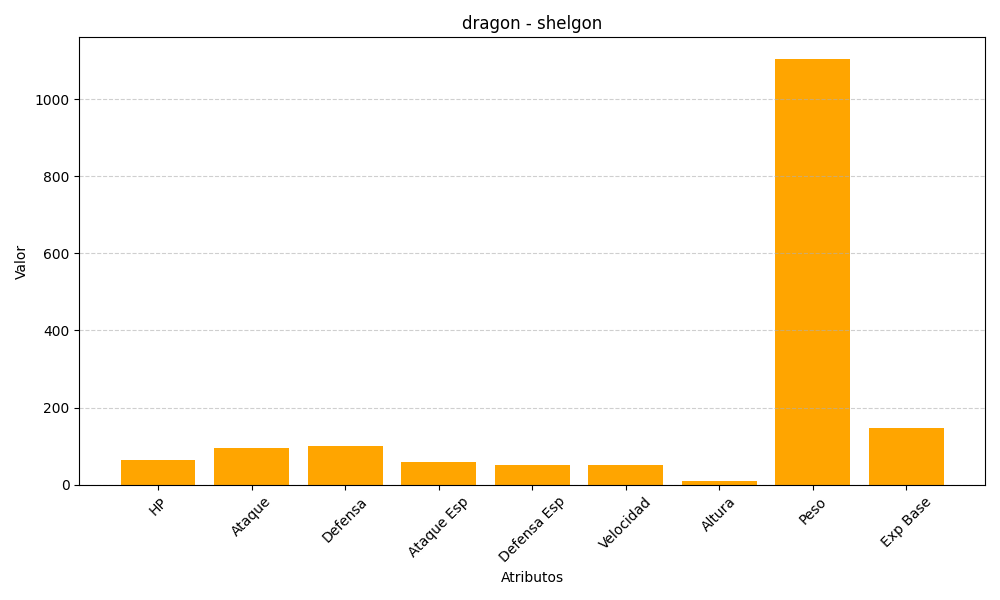 dragon - shelgon
Valor
1000
800
600
400
200
0
HP
Ataque
Defensa
Ataque Esp
Defensa Esp
Velocidad
Altura
Peso
Exp Base
Atributos